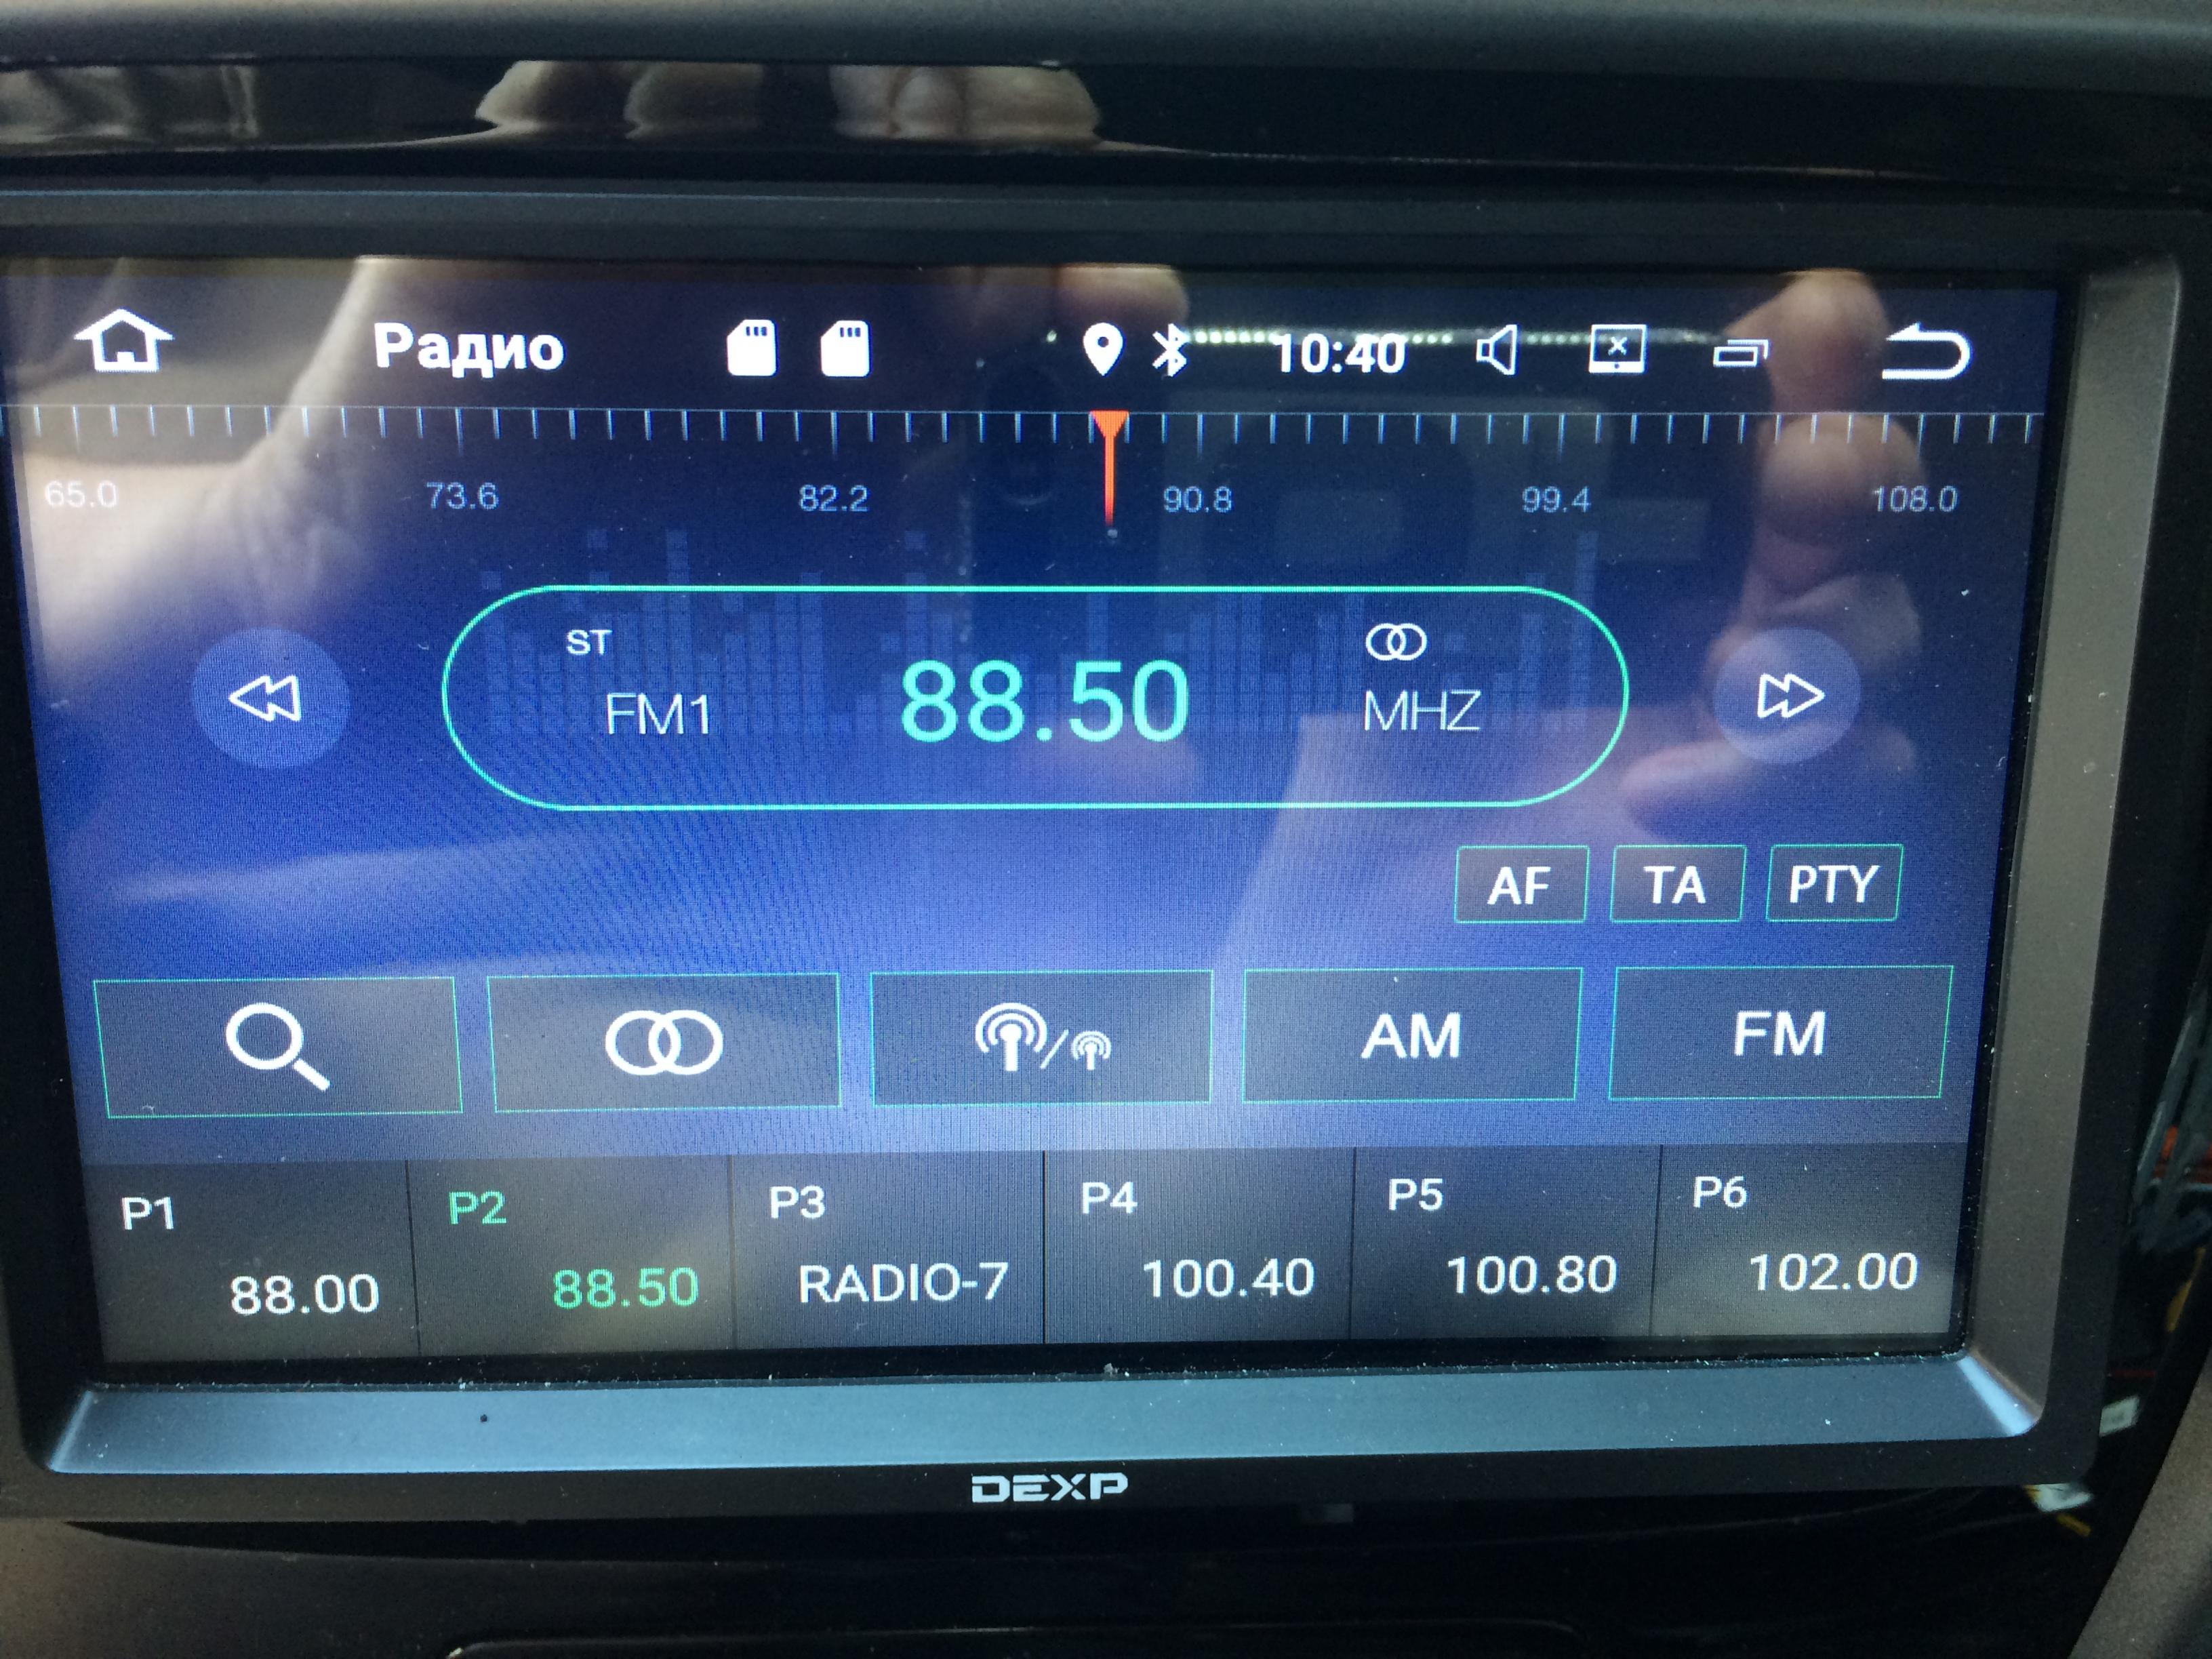 Радио 10:40
65.0 73.6 82.2 90.8 99.4 108.0
ST
FM1 88.50 MHZ
AF TA PTY
AM FM
P1 P2 P3 P4 P5 P6
88.00 88.50 RADIO-7 100.40 100.80 102.00
DEXP